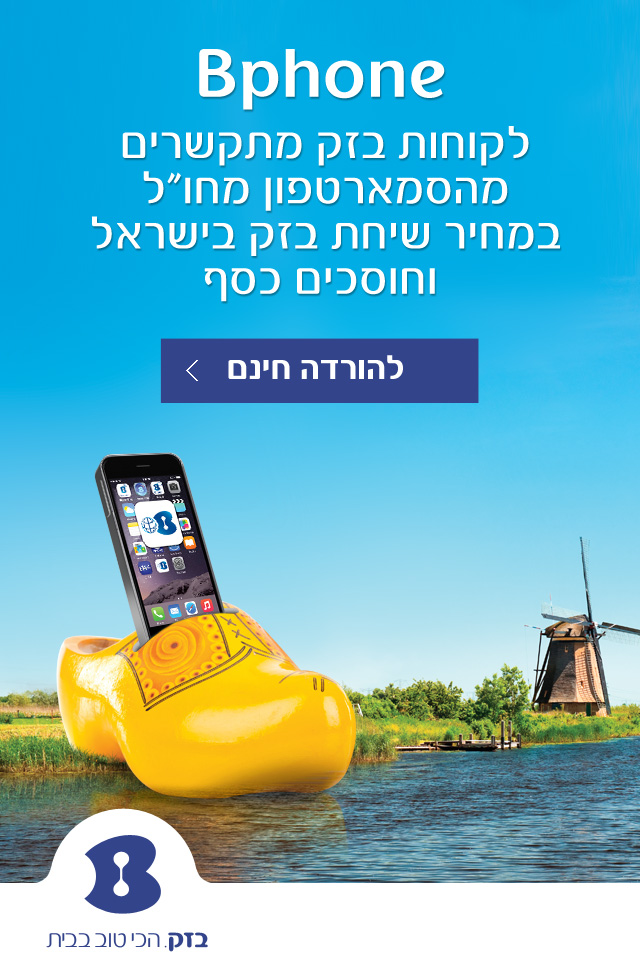 Bphone
לקוחות בזק מתקשרים
מהסמארטפון מחו״ל
במחיר שיחת בזק בישראל
וחוסכים כסף
להורדה חינם
בזק. הכי טוב בבית